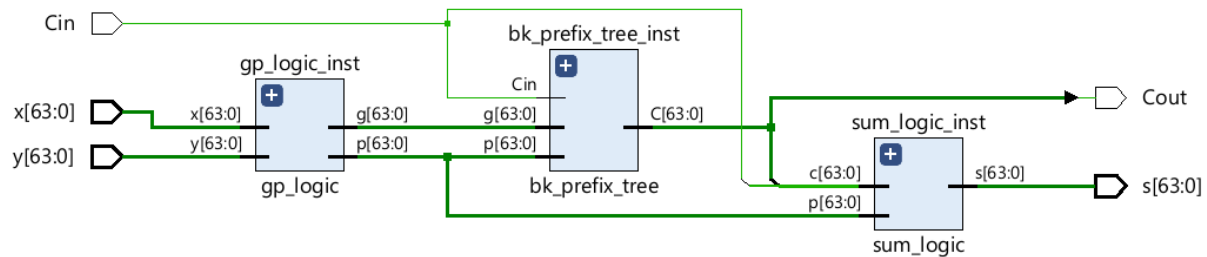 Cin
bk_prefix_tree_inst
gp_logic_inst
Cin
x[63:0]
x[63:0]
g[63:0]
g[63:0]
C[63:0]
Cout
y[63:0]
y[63:0]
p[63:0]
p[63:0]
sum_logic_inst
gp_logic
bk_prefix_tree
c[63:0]
s[63:0]
s[63:0]
p[63:0]
sum_logic